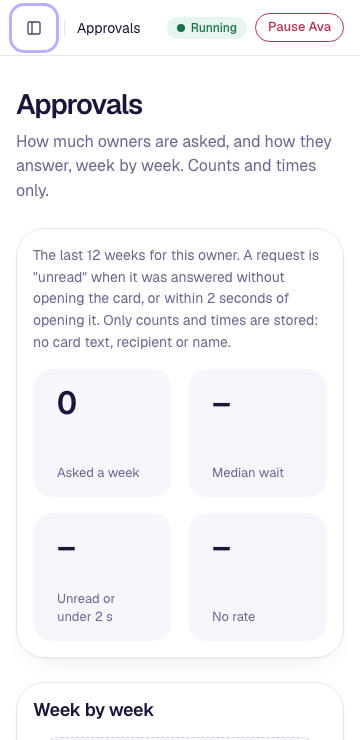 Approvals
Running
Pause Ava
Approvals
How much owners are asked, and how they
answer, week by week. Counts and times
only.
The last 12 weeks for this owner. A request is
"unread" when it was answered without
opening the card, or within 2 seconds of
opening it. Only counts and times are stored:
no card text, recipient or name.
0
Asked a week
–
Median wait
–
Unread or
under 2 s
–
No rate
Week by week